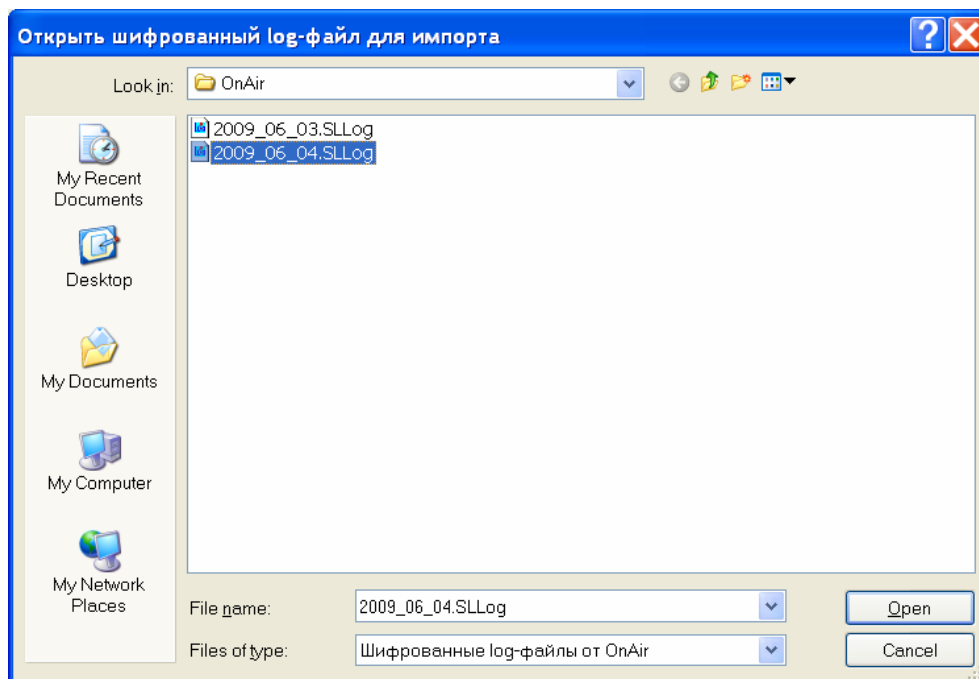 Открыть шифрованный log-файл для импорта
Look in:
OnAir
2009_06_03.SLLog
2009_06_04.SLLog
My Recent
Documents
Desktop
My Documents
My Computer
My Network
Places
File name:
2009_06_04.SLLog
Open
Files of type:
Шифрованные log-файлы от OnAir
Cancel